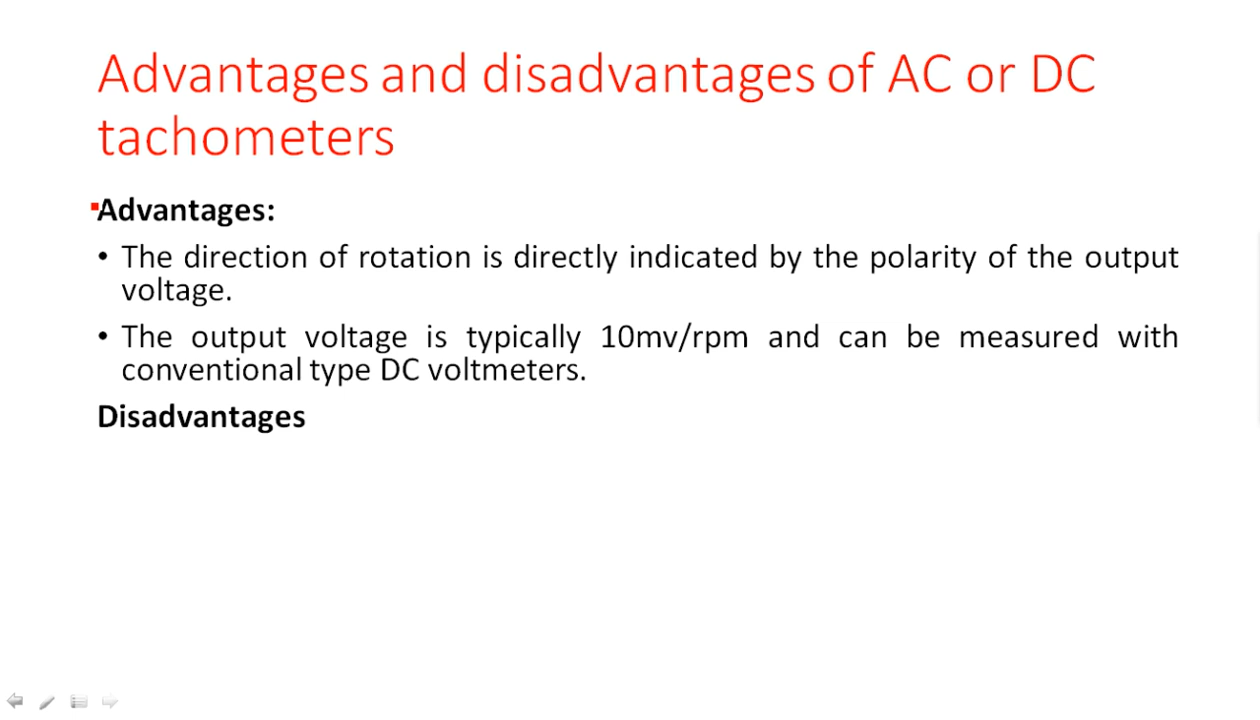 Advantages and disadvantages of AC or DC
tachometers
Advantages:
• The direction of rotation is directly indicated by the polarity of the output
voltage.
• The output voltage is typically 10mv/rpm and can be measured with
conventional type DC voltmeters.
Disadvantages